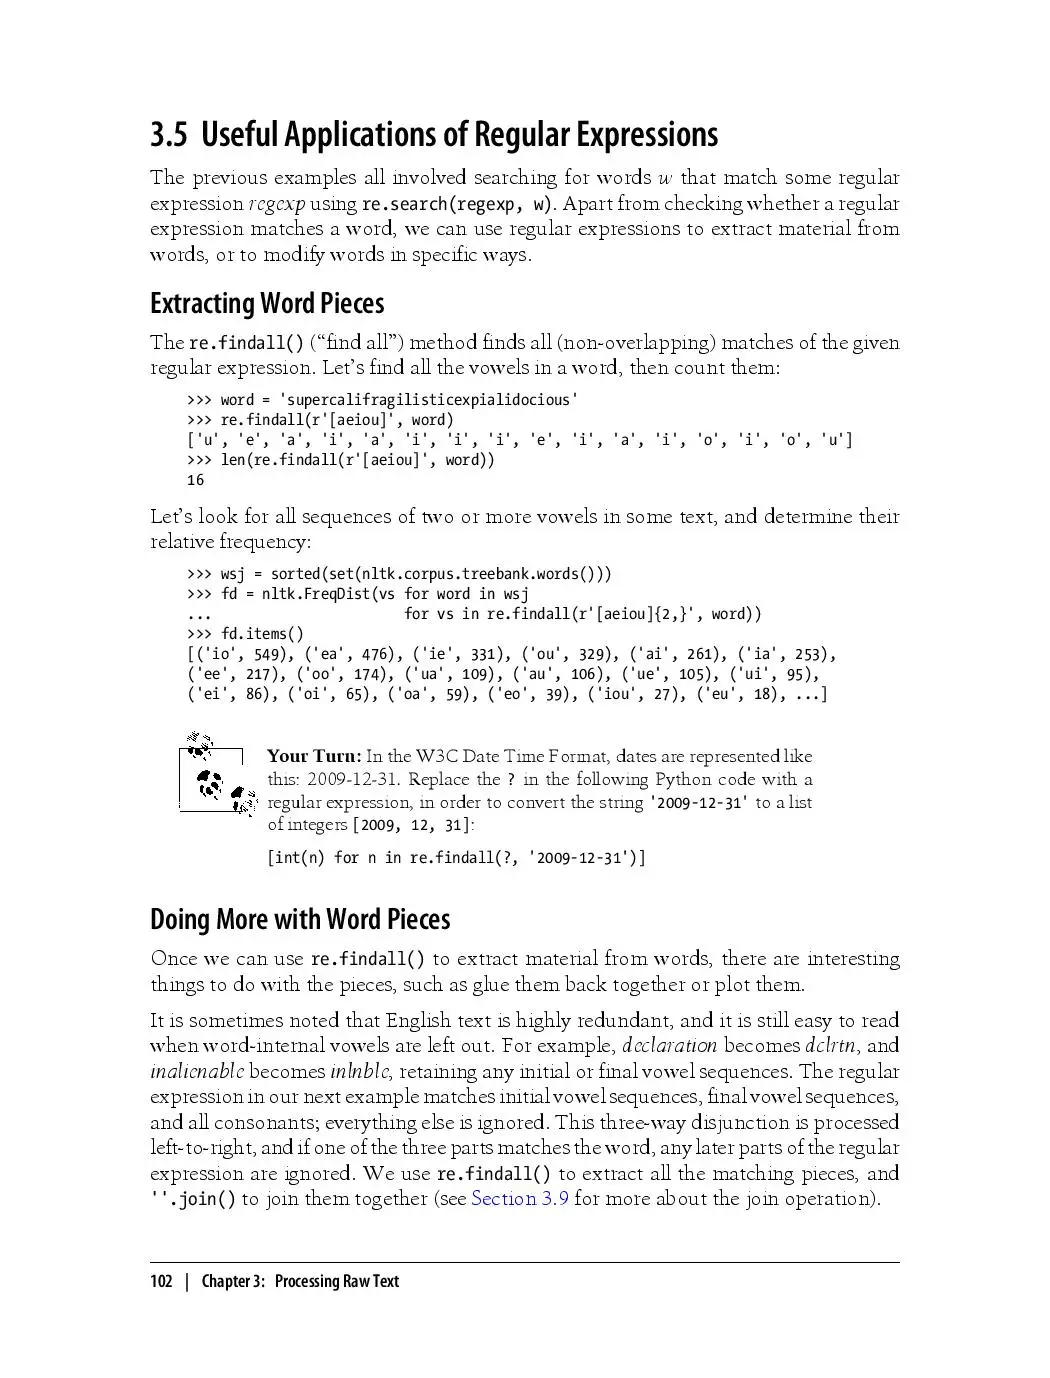 3.5 Useful Applications of Regular Expressions
The previous examples all involved searching for words w that match some regular
expression regexp using re.search(regexp, w). Apart from checking whether a regular
expression matches a word, we can use regular expressions to extract material from
words, or to modify words in specific ways.
Extracting Word Pieces
The re.findall() (“find all”) method finds all (non-overlapping) matches of the given
regular expression. Let’s find all the vowels in a word, then count them:
>>> word = 'supercalifragilisticexpialidocious'
>>> re.findall(r'[aeiou]', word)
['u', 'e', 'a', 'i', 'a', 'i', 'i', 'i', 'e', 'i', 'a', 'i', 'o', 'i', 'o', 'u']
>>> len(re.findall(r'[aeiou]', word))
16
Let’s look for all sequences of two or more vowels in some text, and determine their
relative frequency:
>>> wsj = sorted(set(nltk.corpus.treebank.words()))
>>> fd = nltk.FreqDist(vs for word in wsj
... for vs in re.findall(r'[aeiou]{2,}', word))
>>> fd.items()
[('io', 549), ('ea', 476), ('ie', 331), ('ou', 329), ('ai', 261), ('ia', 253),
('ee', 217), ('oo', 174), ('ua', 109), ('au', 106), ('ue', 105), ('ui', 95),
('ei', 86), ('oi', 65), ('oa', 59), ('eo', 39), ('iou', 27), ('eu', 18), ...]
Your Turn: In the W3C Date Time Format, dates are represented like
this: 2009-12-31. Replace the ? in the following Python code with a
regular expression, in order to convert the string '2009-12-31' to a list
of integers [2009, 12, 31]:
[int(n) for n in re.findall(?, '2009-12-31')]
Doing More with Word Pieces
Once we can use re.findall() to extract material from words, there are interesting
things to do with the pieces, such as glue them back together or plot them.
It is sometimes noted that English text is highly redundant, and it is still easy to read
when word-internal vowels are left out. For example, declaration becomes dclrtn, and
inalienable becomes inlnble, retaining any initial or final vowel sequences. The regular
expression in our next example matches initial vowel sequences, final vowel sequences,
and all consonants; everything else is ignored. This three-way disjunction is processed
left-to-right, and if one of the three parts matches the word, any later parts of the regular
expression are ignored. We use re.findall() to extract all the matching pieces, and
''.join() to join them together (see Section 3.9 for more about the join operation).
102 | Chapter 3: Processing Raw Text